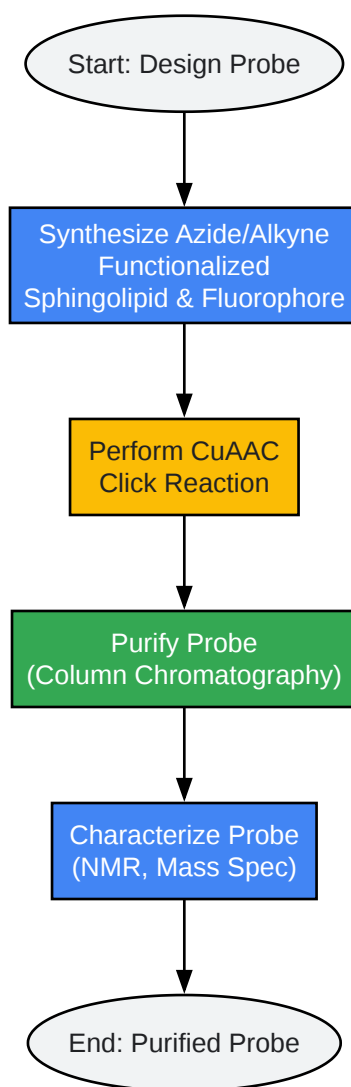 Start: Design Probe
Synthesize Azide/Alkyne
Functionalized
Sphingolipid & Fluorophore
Perform CuAAC
Click Reaction
Purify Probe
(Column Chromatography)
Characterize Probe
(NMR, Mass Spec)
End: Purified Probe